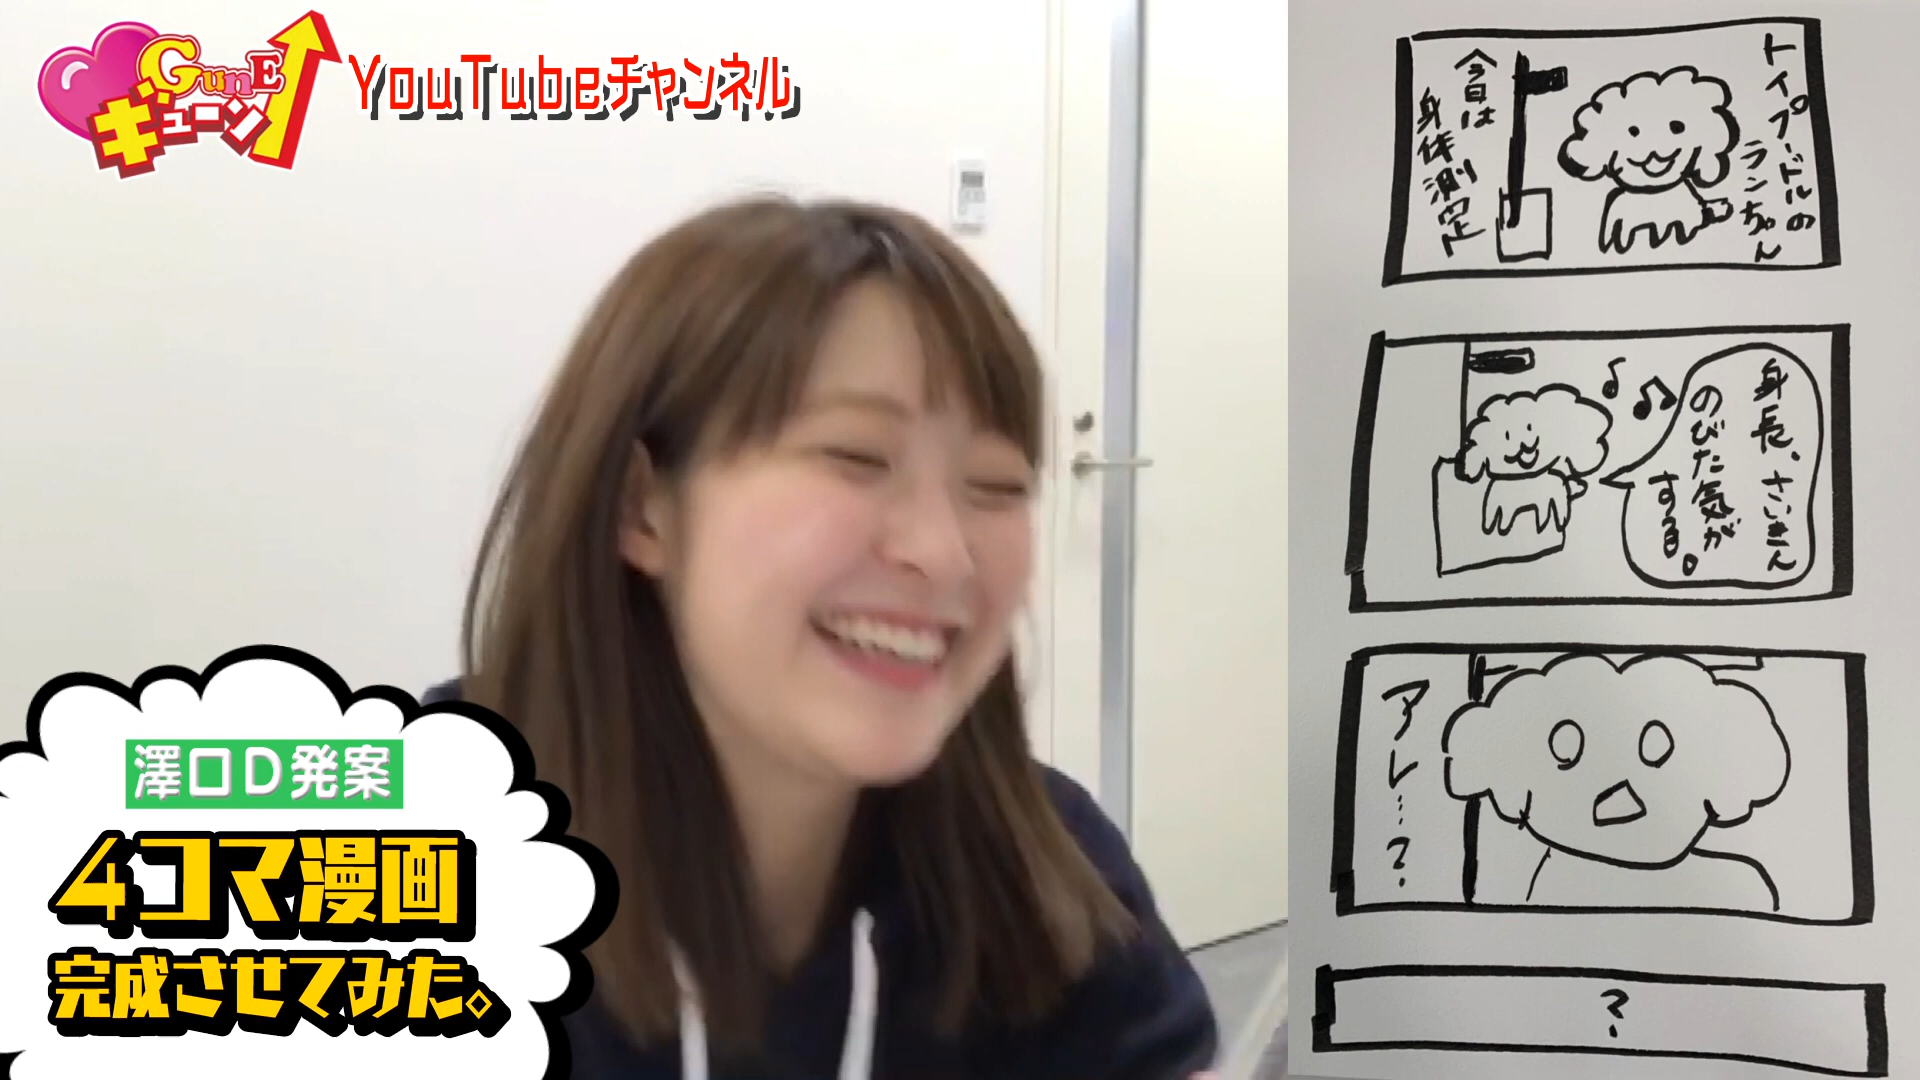 GunE
ギューン
YouTubeチャンネル
澤口D発案
4コマ漫画
完成させてみた。
トイプードルの
ランちゃん
今日は
身体測定
身長、さいきん
のびた気が
する。
アレ…?
?